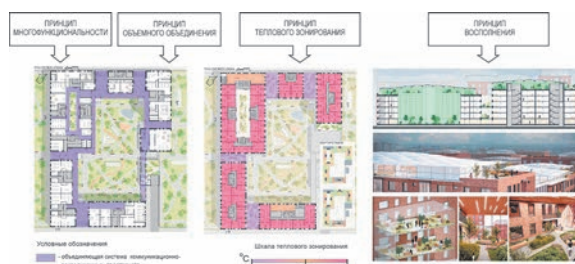 ПРИНЦИП
МНОГОФУНКЦИОНАЛЬНОСТИ
ПРИНЦИП
ОБЪЕМНОГО ОБЪЕДИНЕНИЯ
ПРИНЦИП
ТЕПЛОВОГО ЗОНИРОВАНИЯ
ПРИНЦИП
ВОСПОЛНЕНИЯ
Условные обозначения
- объединяющая система коммуникационно-
Шкала теплового зонирования
°С